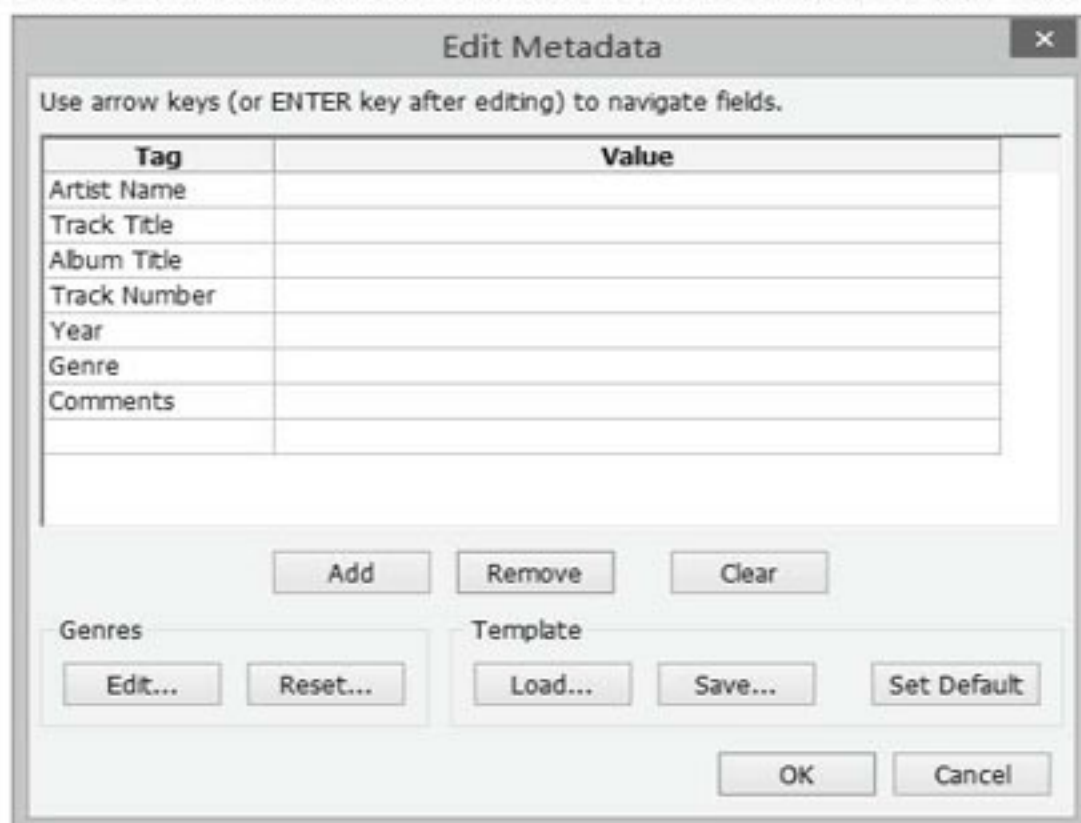 Edit Metadata
×
Use arrow keys (or ENTER key after editing) to navigate fields.
Tag Value
Artist Name
Track Title
Album Title
Track Number
Year
Genre
Comments
Add Remove Clear
Genres Template
Edit... Reset... Load... Save... Set Default
OK Cancel